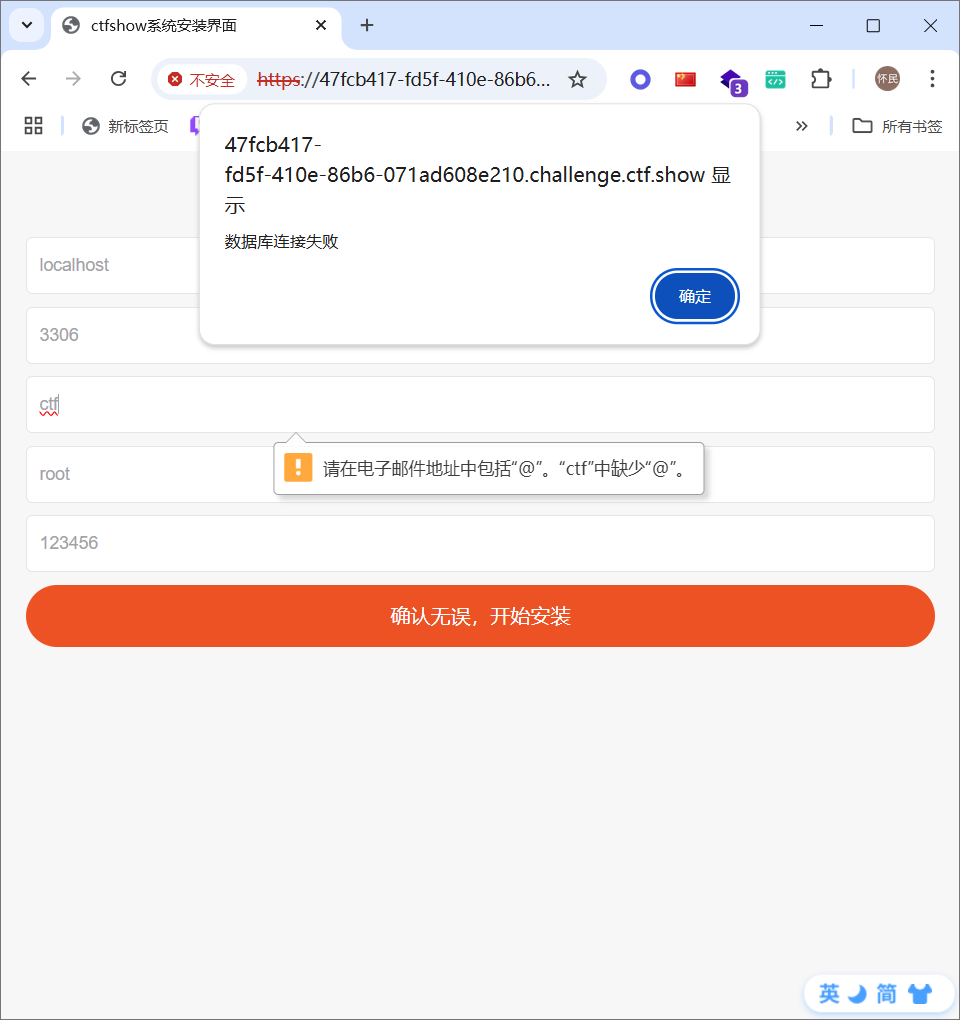 ctfshow系统安装界面
不安全
https://47fcb417-fd5f-410e-86b6...
3
怀民
新标签页
所有书签
47fcb417-
fd5f-410e-86b6-071ad608e210.challenge.ctf.show 显
示
数据库连接失败
确定
localhost
3306
ctf
请在电子邮件地址中包括“@”。“ctf”中缺少“@”。
root
123456
确认无误，开始安装
英
简